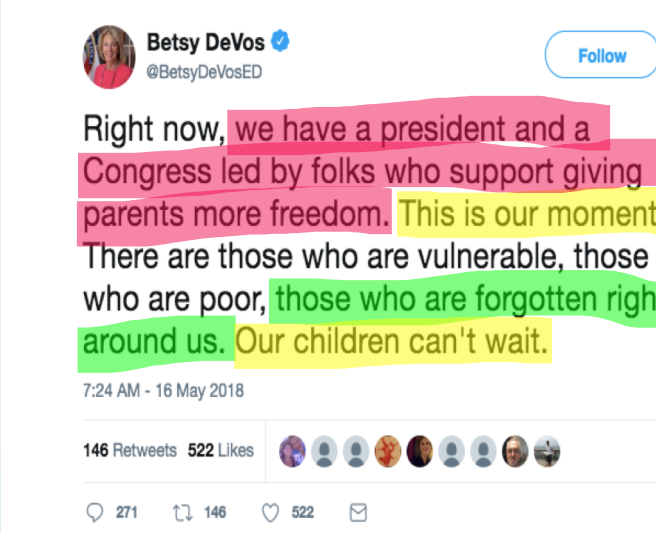 Betsy DeVos
@BetsyDeVosED
Follow
Right now, we have a president and a
Congress led by folks who support giving
parents more freedom. This is our moment
There are those who are vulnerable, those
who are poor, those who are forgotten righ
around us. Our children can't wait.
7:24 AM - 16 May 2018
146 Retweets 522 Likes
271 146 522